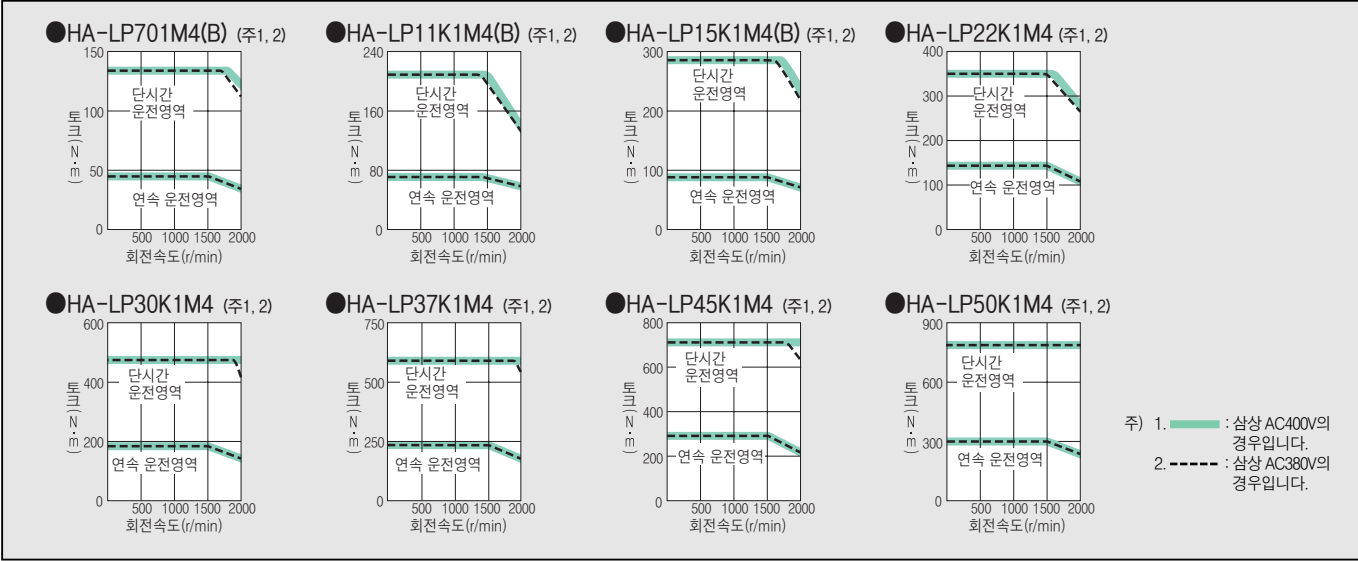 ●HA-LP701M4(B) (주1, 2)
150
100
50
0
토크(N·m)
단시간
운전영역
연속 운전영역
500 1000 1500 2000
회전속도(r/min)
●HA-LP11K1M4(B) (주1, 2)
240
160
80
0
토크(N·m)
단시간
운전영역
연속 운전영역
500 1000 1500 2000
회전속도(r/min)
●HA-LP15K1M4(B) (주1, 2)
300
200
100
0
토크(N·m)
단시간
운전영역
연속 운전영역
500 1000 1500 2000
회전속도(r/min)
●HA-LP22K1M4 (주1, 2)
400
300
200
100
0
토크(N·m)
단시간
운전영역
연속 운전영역
500 1000 1500 2000
회전속도(r/min)
●HA-LP30K1M4 (주1, 2)
600
400
200
0
토크(N·m)
단시간
운전영역
연속 운전영역
500 1000 1500 2000
회전속도(r/min)
●HA-LP37K1M4 (주1, 2)
750
500
250
0
토크(N·m)
단시간
운전영역
연속 운전영역
500 1000 1500 2000
회전속도(r/min)
●HA-LP45K1M4 (주1, 2)
800
600
400
200
0
토크(N·m)
단시간
운전영역
연속 운전영역
500 1000 1500 2000
회전속도(r/min)
●HA-LP50K1M4 (주1, 2)
900
600
300
0
토크(N·m)
단시간
운전영역
연속 운전영역
500 1000 1500 2000
회전속도(r/min)
주) 1. : 삼상 AC400V의
경우입니다.
2. : 삼상 AC380V의
경우입니다.